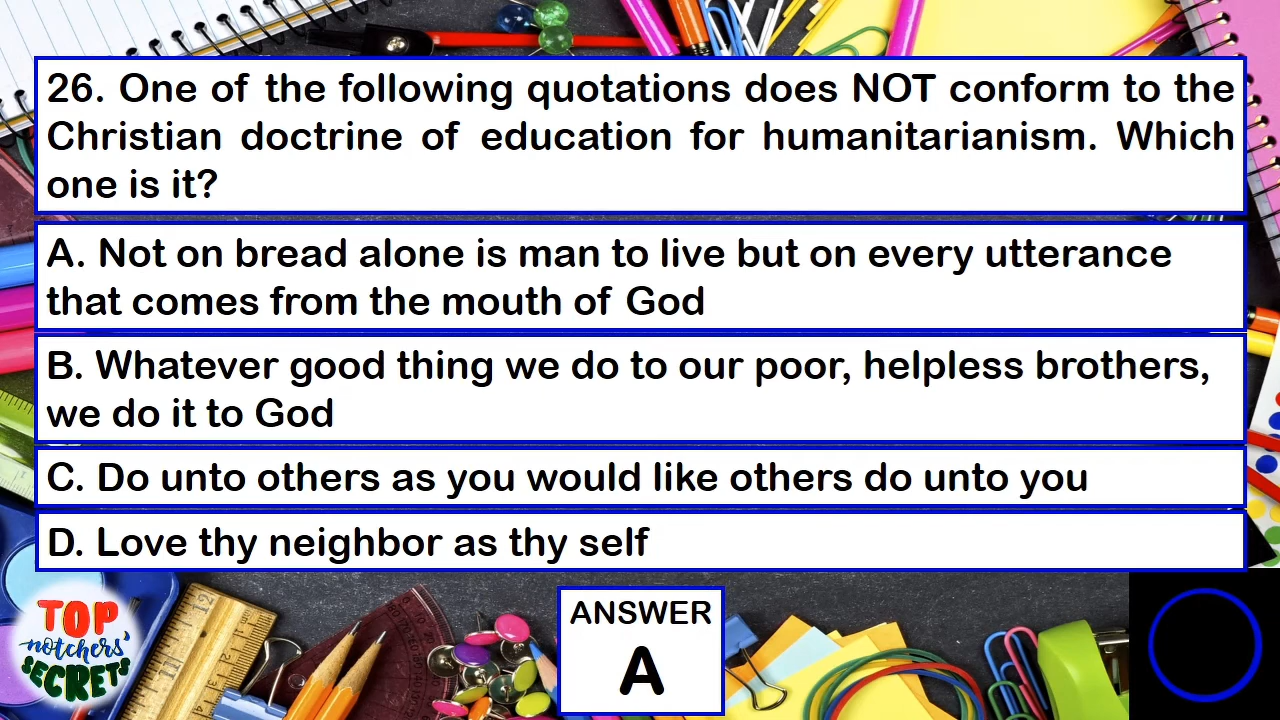 26. One of the following quotations does NOT conform to the
Christian doctrine of education for humanitarianism. Which
one is it?
A. Not on bread alone is man to live but on every utterance
that comes from the mouth of God
B. Whatever good thing we do to our poor, helpless brothers,
we do it to God
C. Do unto others as you would like others do unto you
D. Love thy neighbor as thy self
TOP
notchers'
SECRETS
ANSWER
A